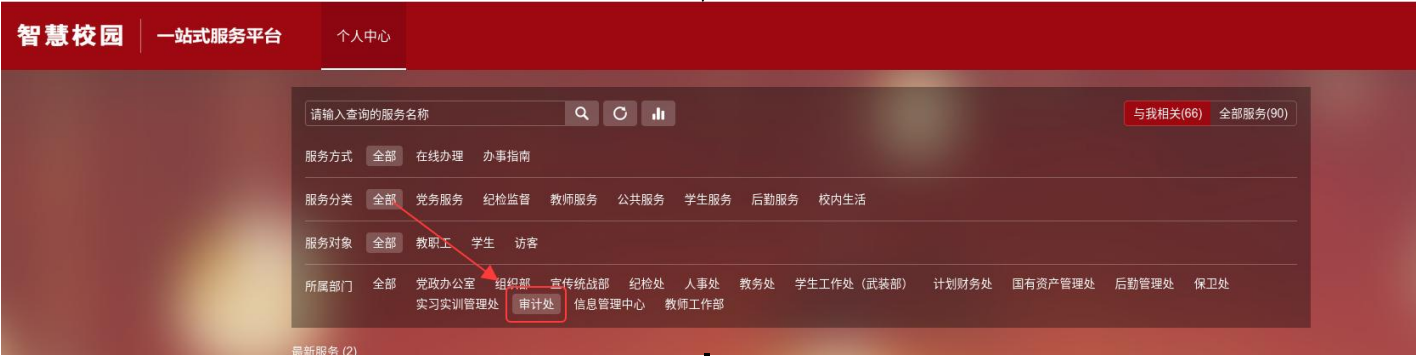 智慧校园 一站式服务平台 个人中心
请输入查询的服务名称 与我相关(66) 全部服务(90)
服务方式 全部 在线办理 办事指南
服务分类 全部 党务服务 纪检监督 教师服务 公共服务 学生服务 后勤服务 校内生活
服务对象 全部 教职工 学生 访客
所属部门 全部 党政办公室 组织部 宣传统战部 纪检处 人事处 教务处 学生工作处（武装部） 计划财务处 国有资产管理处 后勤管理处 保卫处
实习实训管理处 审计处 信息管理中心 教师工作部
最新服务 (2)